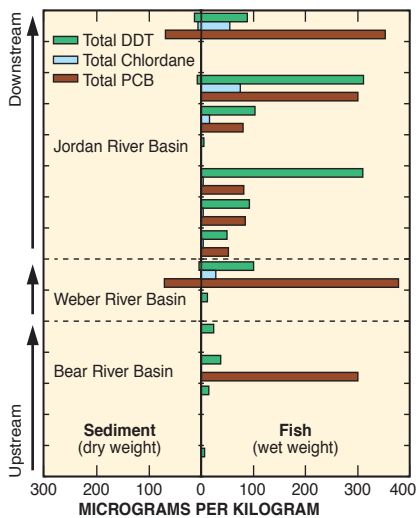 Downstream
Total DDT
Total Chlordane
Total PCB
Jordan River Basin
Weber River Basin
Bear River Basin
Upstream
Sediment
(dry weight)
Fish
(wet weight)
300 200 100 0 100 200 300 400
MICROGRAMS PER KILOGRAM